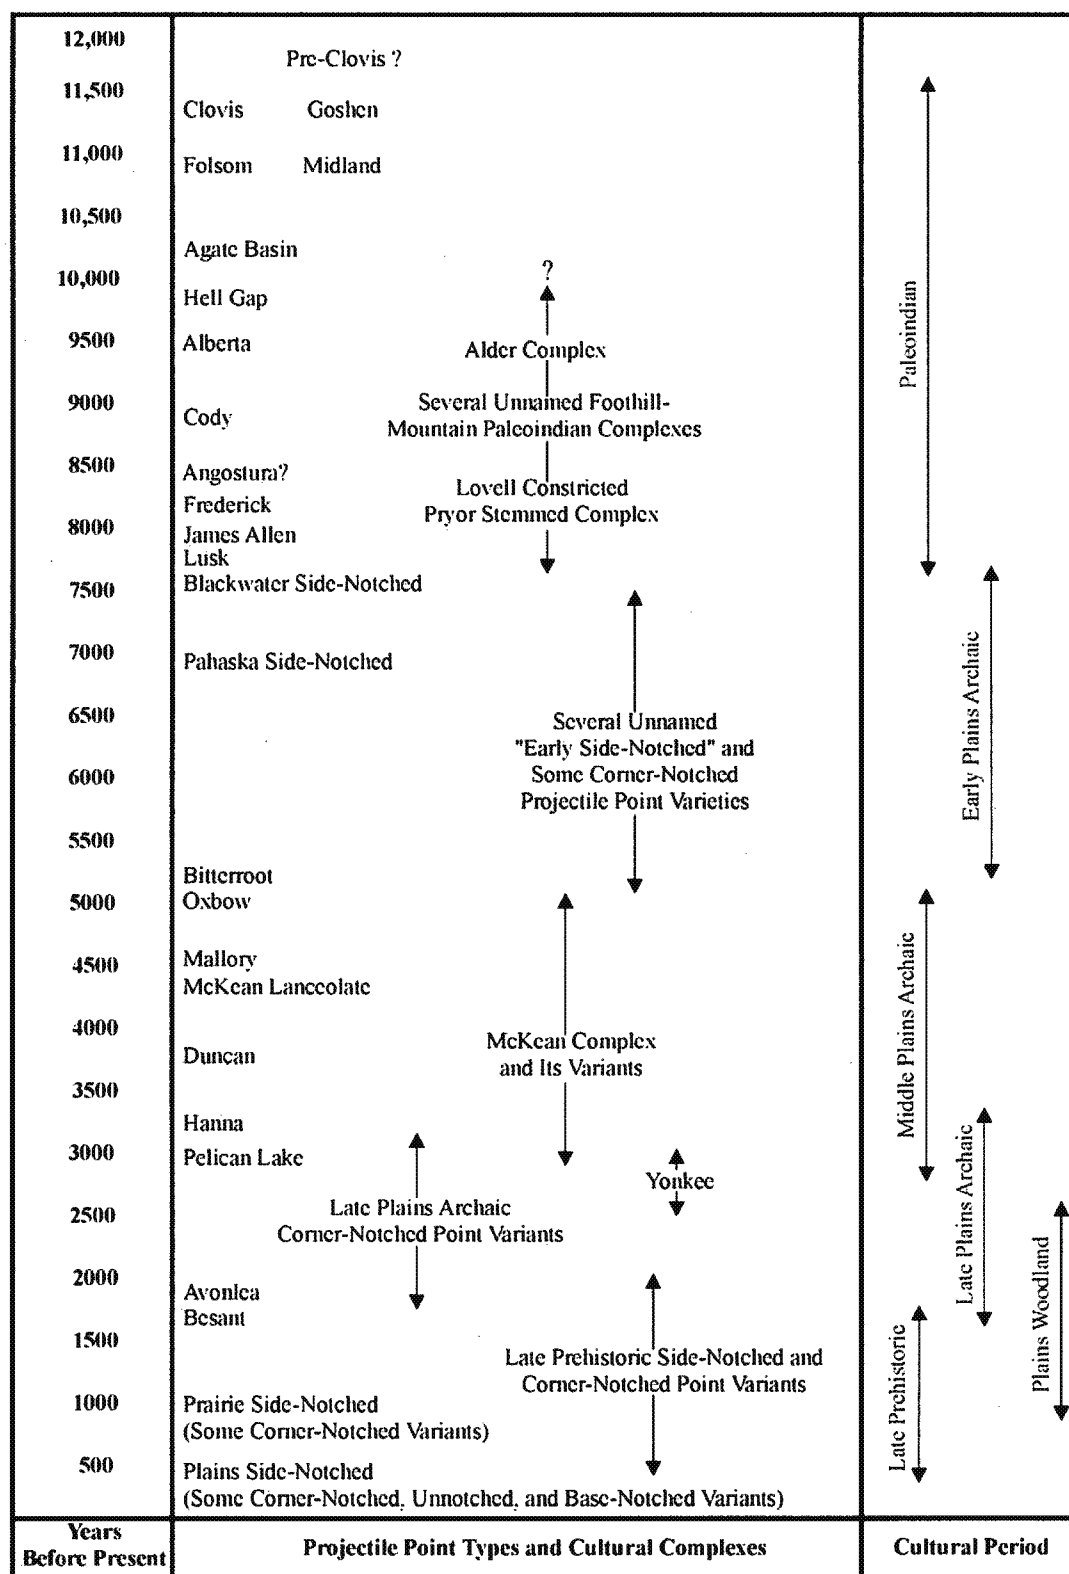 12,000
Pre-Clovis ?
11,500
Clovis Goshen
11,000
Folsom Midland
10,500
Agate Basin
?
10,000
Hell Gap
9500
Alberta
Alder Complex
9000
Several Unnamed Foothill-
Mountain Paleoindian Complexes
Cody
8500
Angostura?
Lovell Constricted
Frederick
Pryor Stemmed Complex
8000
James Allen
Lusk
Blackwater Side-Notched
7500
7000
Pahaska Side-Notched
6500
Several Unnamed
"Early Side-Notched" and
Some Corner-Notched
Projectile Point Varieties
6000
5500
Bitterroot
5000
Oxbow
4500
Mallory
McKean Lanceolate
4000
Duncan
McKean Complex
and Its Variants
3500
Hanna
3000
Pelican Lake
Yonkee
Late Plains Archaic
Corner-Notched Point Variants
2500
2000
Avonlea
Besant
1500
Late Prehistoric Side-Notched and
Corner-Notched Point Variants
1000
Prairie Side-Notched
(Some Corner-Notched Variants)
500
Plains Side-Notched
(Some Corner-Notched, Unnotched, and Base-Notched Variants)
Paleoindian
Early Plains Archaic
Middle Plains Archaic
Late Plains Archaic
Plains Woodland
Late Prehistoric
Years
Before Present
Projectile Point Types and Cultural Complexes
Cultural Period